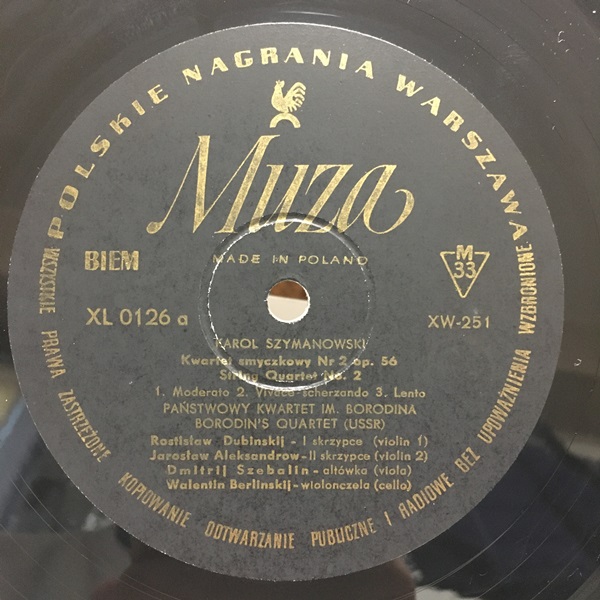 POLSKIE NAGRANIA WARSZAWA
Muza
MADE IN POLAND
BIEM
M
33
XL 0126 a
XW-251
KAROL SZYMANOWSKI
Kwartet smyczkowy Nr 2 op. 56
String Quartet No. 2
1. Moderato 2. Vivace scherzando 3. Lento
PAŃSTWOWY KWARTET IM. BORODINA
BORODIN'S QUARTET (USSR)
Rostisław Dubinskij - I skrzypce (violin 1)
Jarosław Aleksandrow - II skrzypce (violin 2)
Dmitrij Szebalin - altówka (viola)
Walentin Berlinskij - wiolonczela (cello)
WSZYSTKIE PRAWA ZASTRZEŻONE KOPIOWANIE ODTWARZANIE PUBLICZNE I RADIOWE BEZ UPOWAŻNIENIA WZBRONIONE